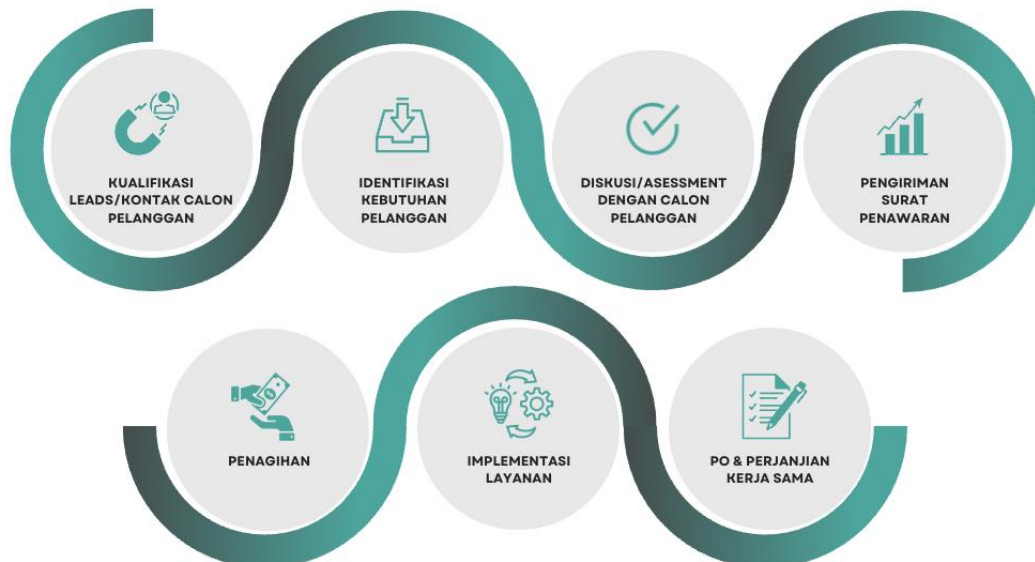 KUALIFIKASI
LEADS/KONTAK CALON
PELANGGAN
IDENTIFIKASI
KEBUTUHAN
PELANGGAN
DISKUSI/ASESSMENT
DENGAN CALON
PELANGGAN
PENGIRIMAN
SURAT
PENAWARAN
PENAGIHAN
IMPLEMENTASI
LAYANAN
PO & PERJANJIAN
KERJA SAMA